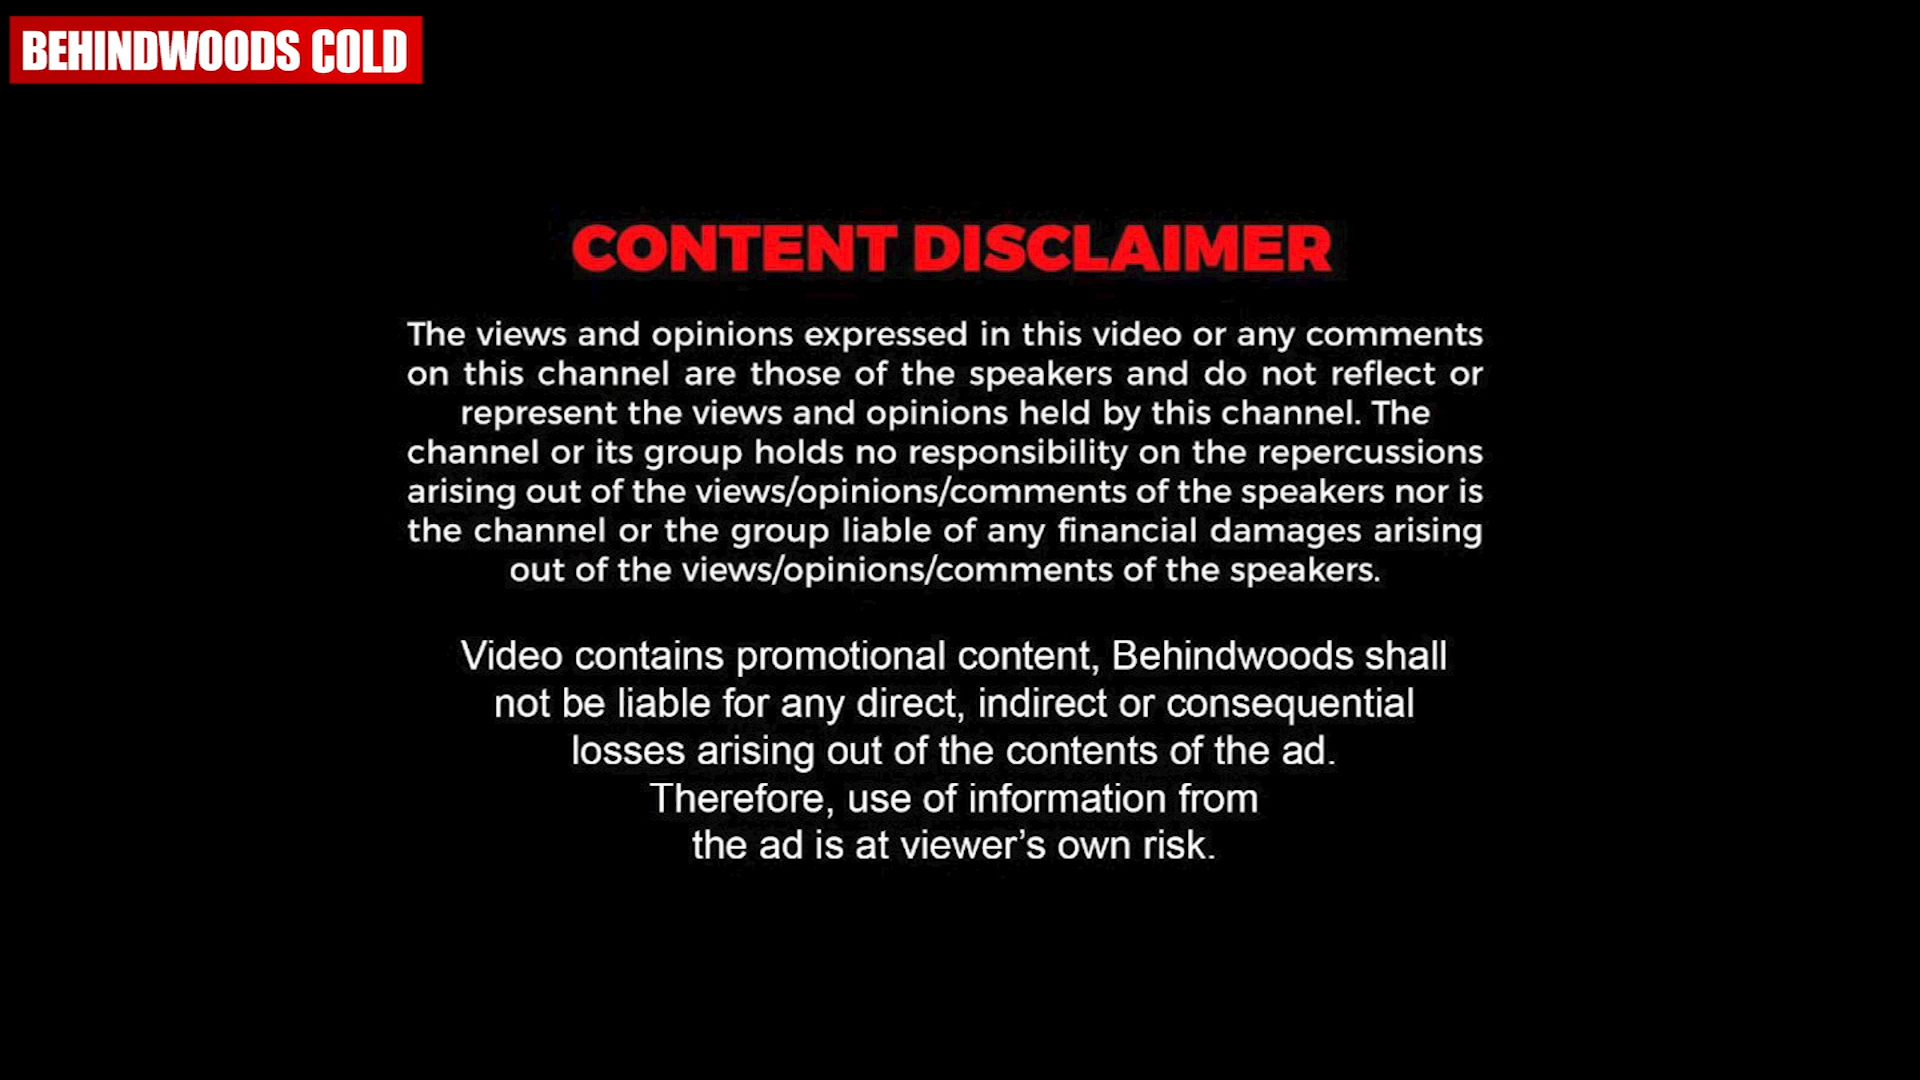 BEHINDWOODS COLD
CONTENT DISCLAIMER
The views and opinions expressed in this video or any comments
on this channel are those of the speakers and do not reflect or
represent the views and opinions held by this channel. The
channel or its group holds no responsibility on the repercussions
arising out of the views/opinions/comments of the speakers nor is
the channel or the group liable of any financial damages arising
out of the views/opinions/comments of the speakers.
Video contains promotional content, Behindwoods shall
not be liable for any direct, indirect or consequential
losses arising out of the contents of the ad.
Therefore, use of information from
the ad is at viewer’s own risk.